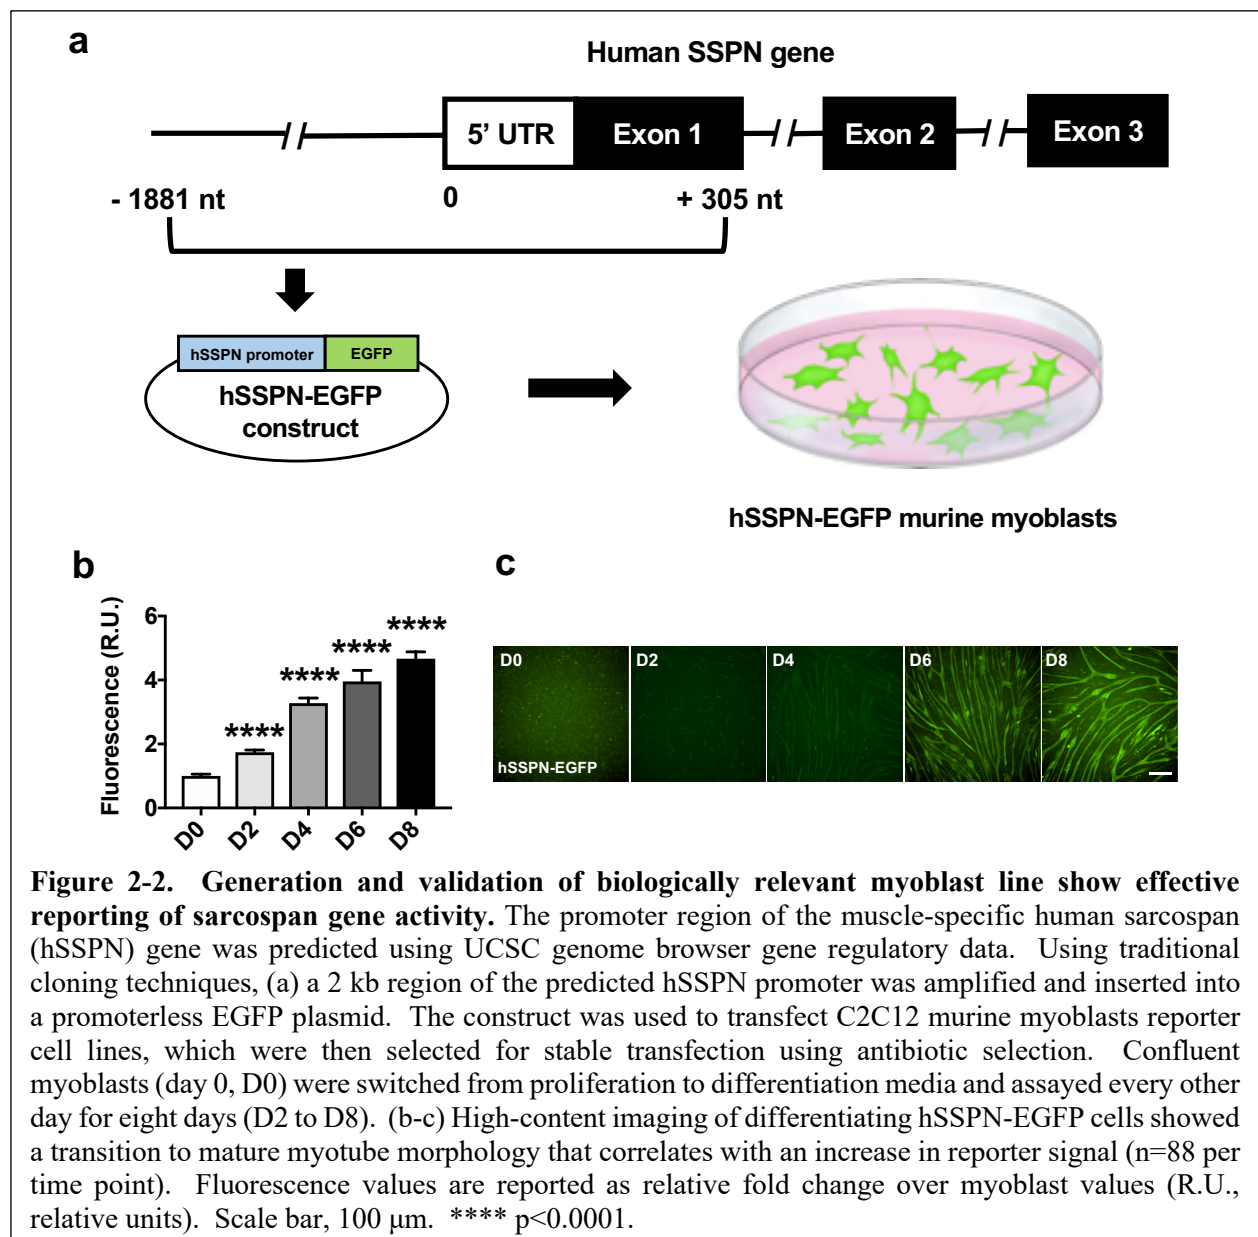 a
Human SSPN gene
5’ UTR
Exon 1
Exon 2
Exon 3
- 1881 nt
0
+ 305 nt
hSSPN promoter
EGFP
hSSPN-EGFP
construct
hSSPN-EGFP murine myoblasts
b
Fluorescence (R.U.)
6
4
2
0
****
****
****
****
D0
D2
D4
D6
D8
c
D0
D2
D4
D6
D8
hSSPN-EGFP
Figure 2-2. Generation and validation of biologically relevant myoblast line show effective
reporting of sarcospan gene activity. The promoter region of the muscle-specific human sarcospan
(hSSPN) gene was predicted using UCSC genome browser gene regulatory data. Using traditional
cloning techniques, (a) a 2 kb region of the predicted hSSPN promoter was amplified and inserted into
a promoterless EGFP plasmid. The construct was used to transfect C2C12 murine myoblasts reporter
cell lines, which were then selected for stable transfection using antibiotic selection. Confluent
myoblasts (day 0, D0) were switched from proliferation to differentiation media and assayed every other
day for eight days (D2 to D8). (b-c) High-content imaging of differentiating hSSPN-EGFP cells showed
a transition to mature myotube morphology that correlates with an increase in reporter signal (n=88 per
time point). Fluorescence values are reported as relative fold change over myoblast values (R.U.,
relative units). Scale bar, 100 μm. **** p<0.0001.